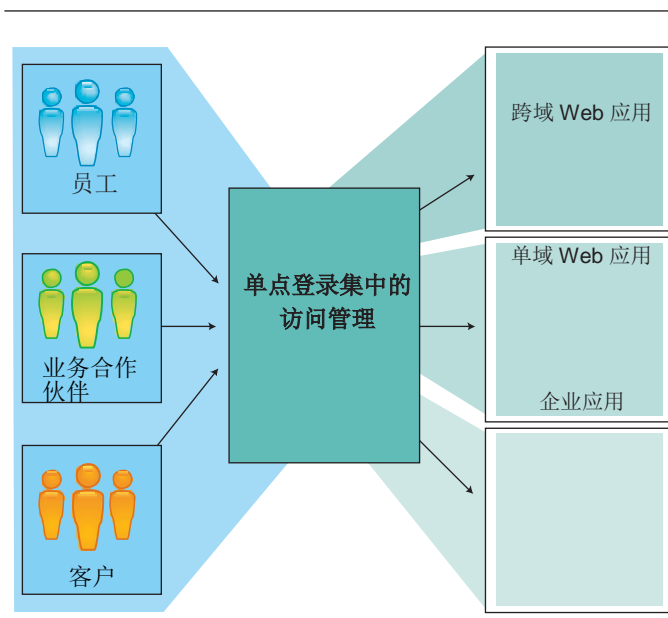 员工
业务合作
伙伴
客户
单点登录集中的
访问管理
跨域 Web 应用
单域 Web 应用
企业应用